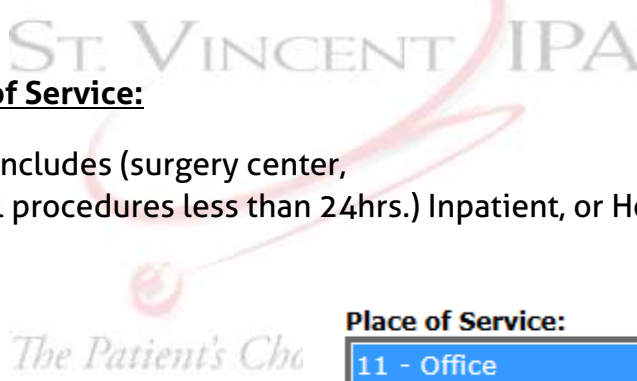 ST. VINCENT IPA
of Service:
ncludes (surgery center,
l procedures less than 24hrs.) Inpatient, or H
Place of Service:
The Patient's Cho
11 - Office